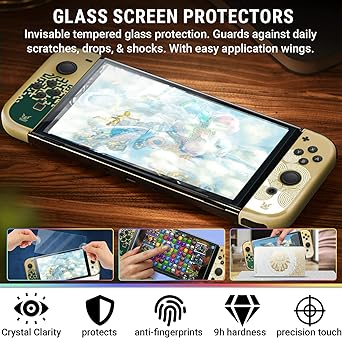 GLASS SCREEN PROTECTORS
Invisable tempered glass protection. Guards against daily
scratches, drops, & shocks. With easy application wings.
Crystal Clarity
protects
anti-fingerprints
9h hardness
precision touch